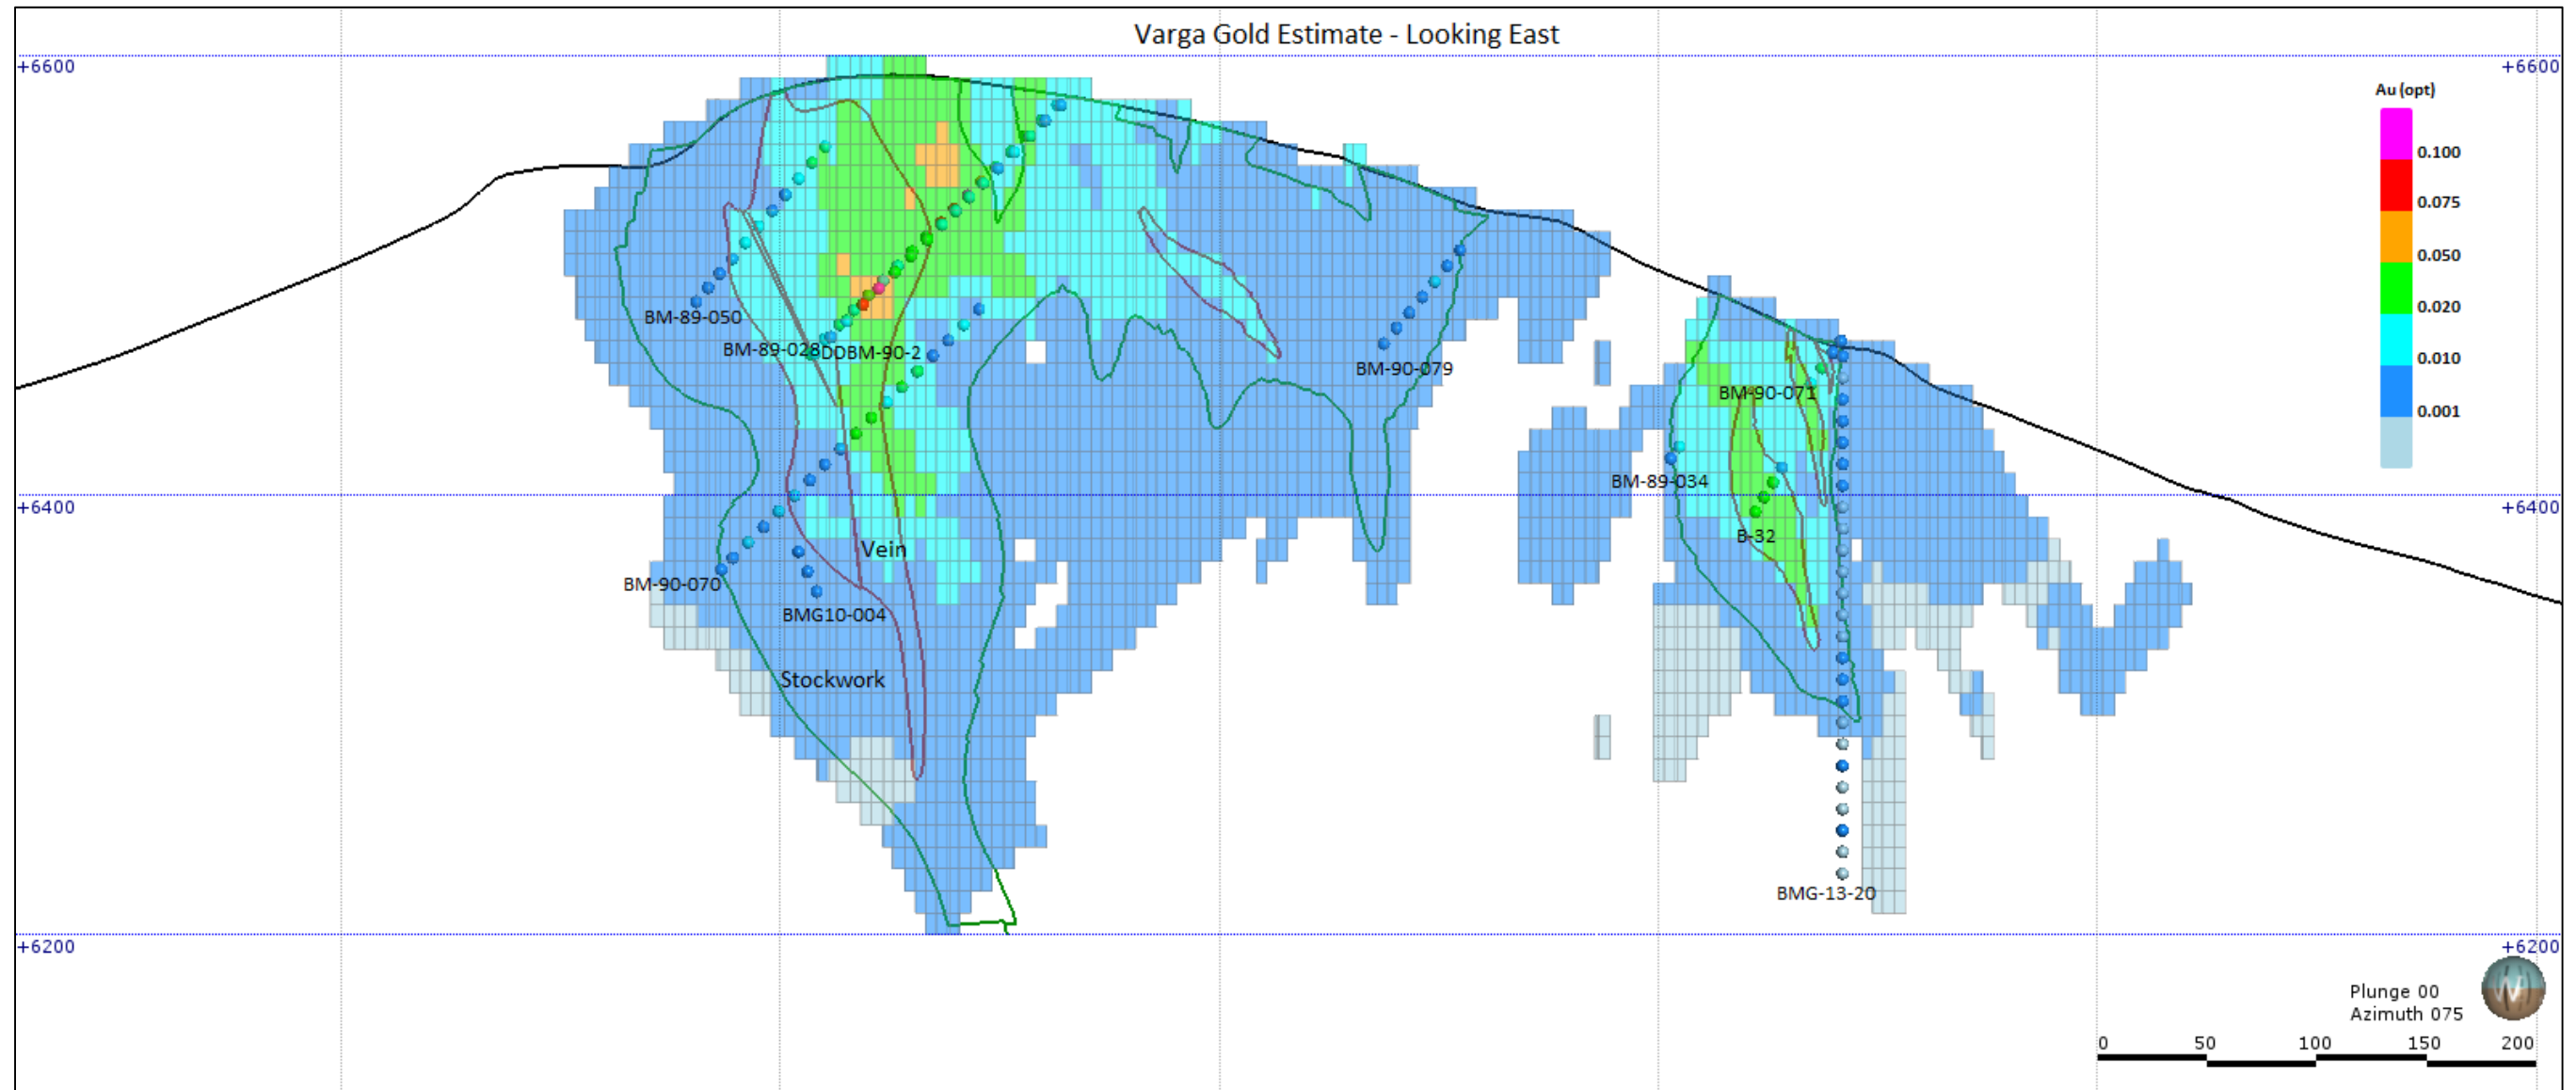 Varga Gold Estimate - Looking East
+6600
+6600
Au (opt)
0.100
0.075
0.050
0.020
0.010
0.001
BM-89-050
BM-89-028
DDBM-90-2
BM-90-079
BM-90-071
BM-89-034
+6400
+6400
B-32
Vein
BM-90-070
BMG10-004
Stockwork
BMG-13-20
+6200
+6200
Plunge 00
Azimuth 075
0 50 100 150 200